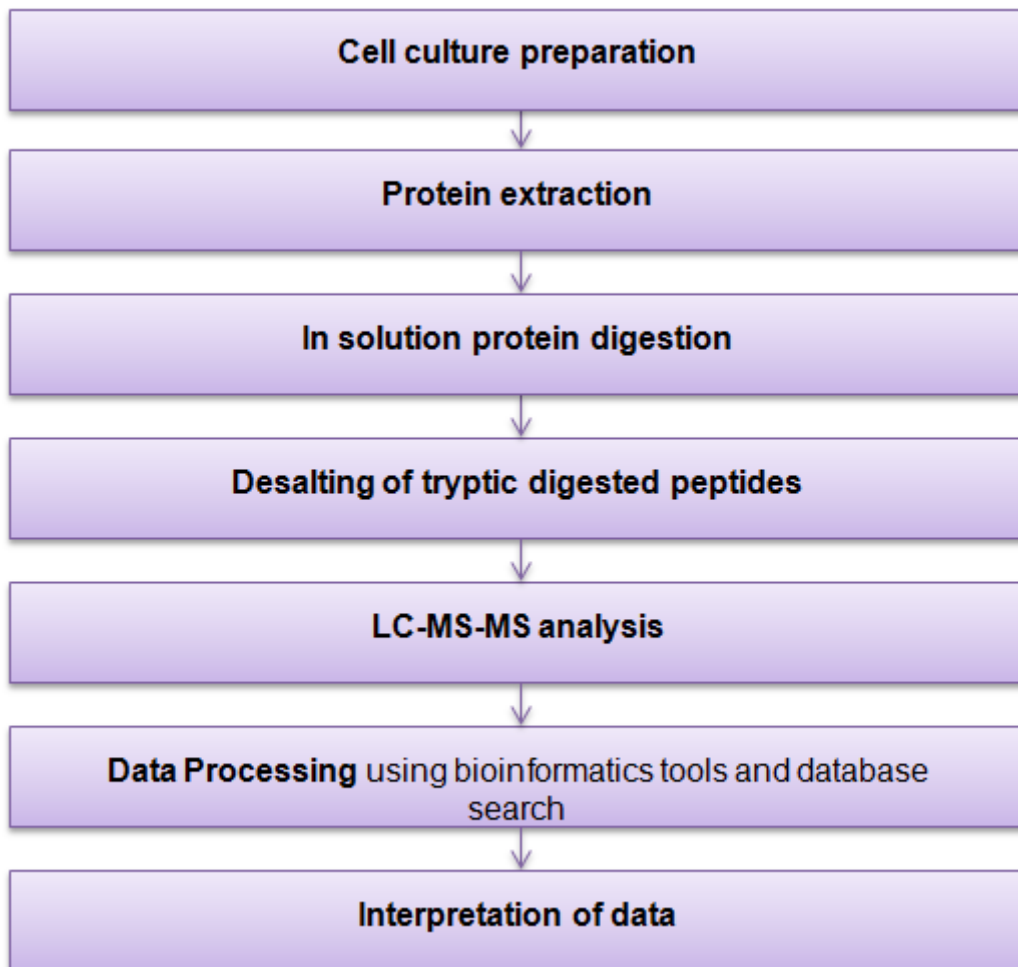 Cell culture preparation
Protein extraction
In solution protein digestion
Desalting of tryptic digested peptides
LC-MS-MS analysis
Data Processing using bioinformatics tools and database
search
Interpretation of data